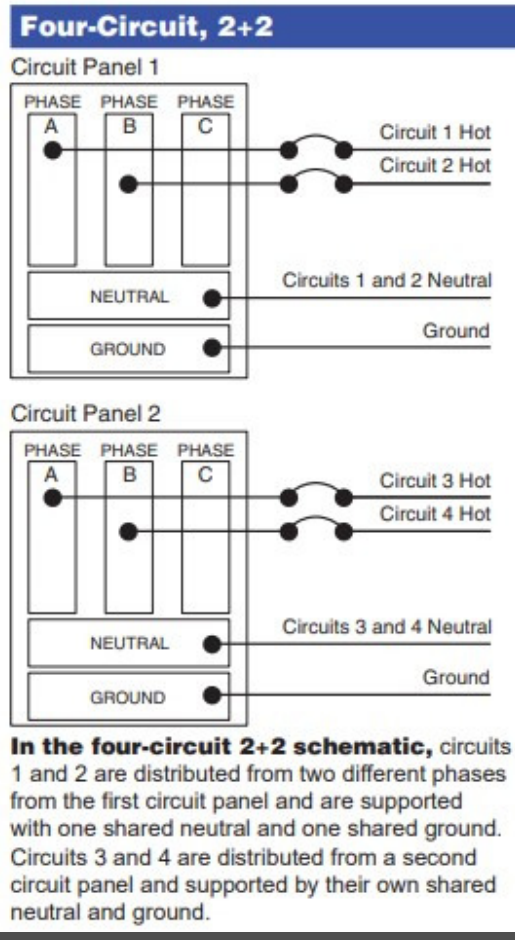 Four-Circuit, 2+2
Circuit Panel 1
PHASE PHASE PHASE
A B C
Circuit 1 Hot
Circuit 2 Hot
Circuits 1 and 2 Neutral
NEUTRAL
Ground
GROUND
Circuit Panel 2
PHASE PHASE PHASE
A B C
Circuit 3 Hot
Circuit 4 Hot
Circuits 3 and 4 Neutral
NEUTRAL
Ground
GROUND
In the four-circuit 2+2 schematic, circuits
1 and 2 are distributed from two different phases
from the first circuit panel and are supported
with one shared neutral and one shared ground.
Circuits 3 and 4 are distributed from a second
circuit panel and supported by their own shared
neutral and ground.